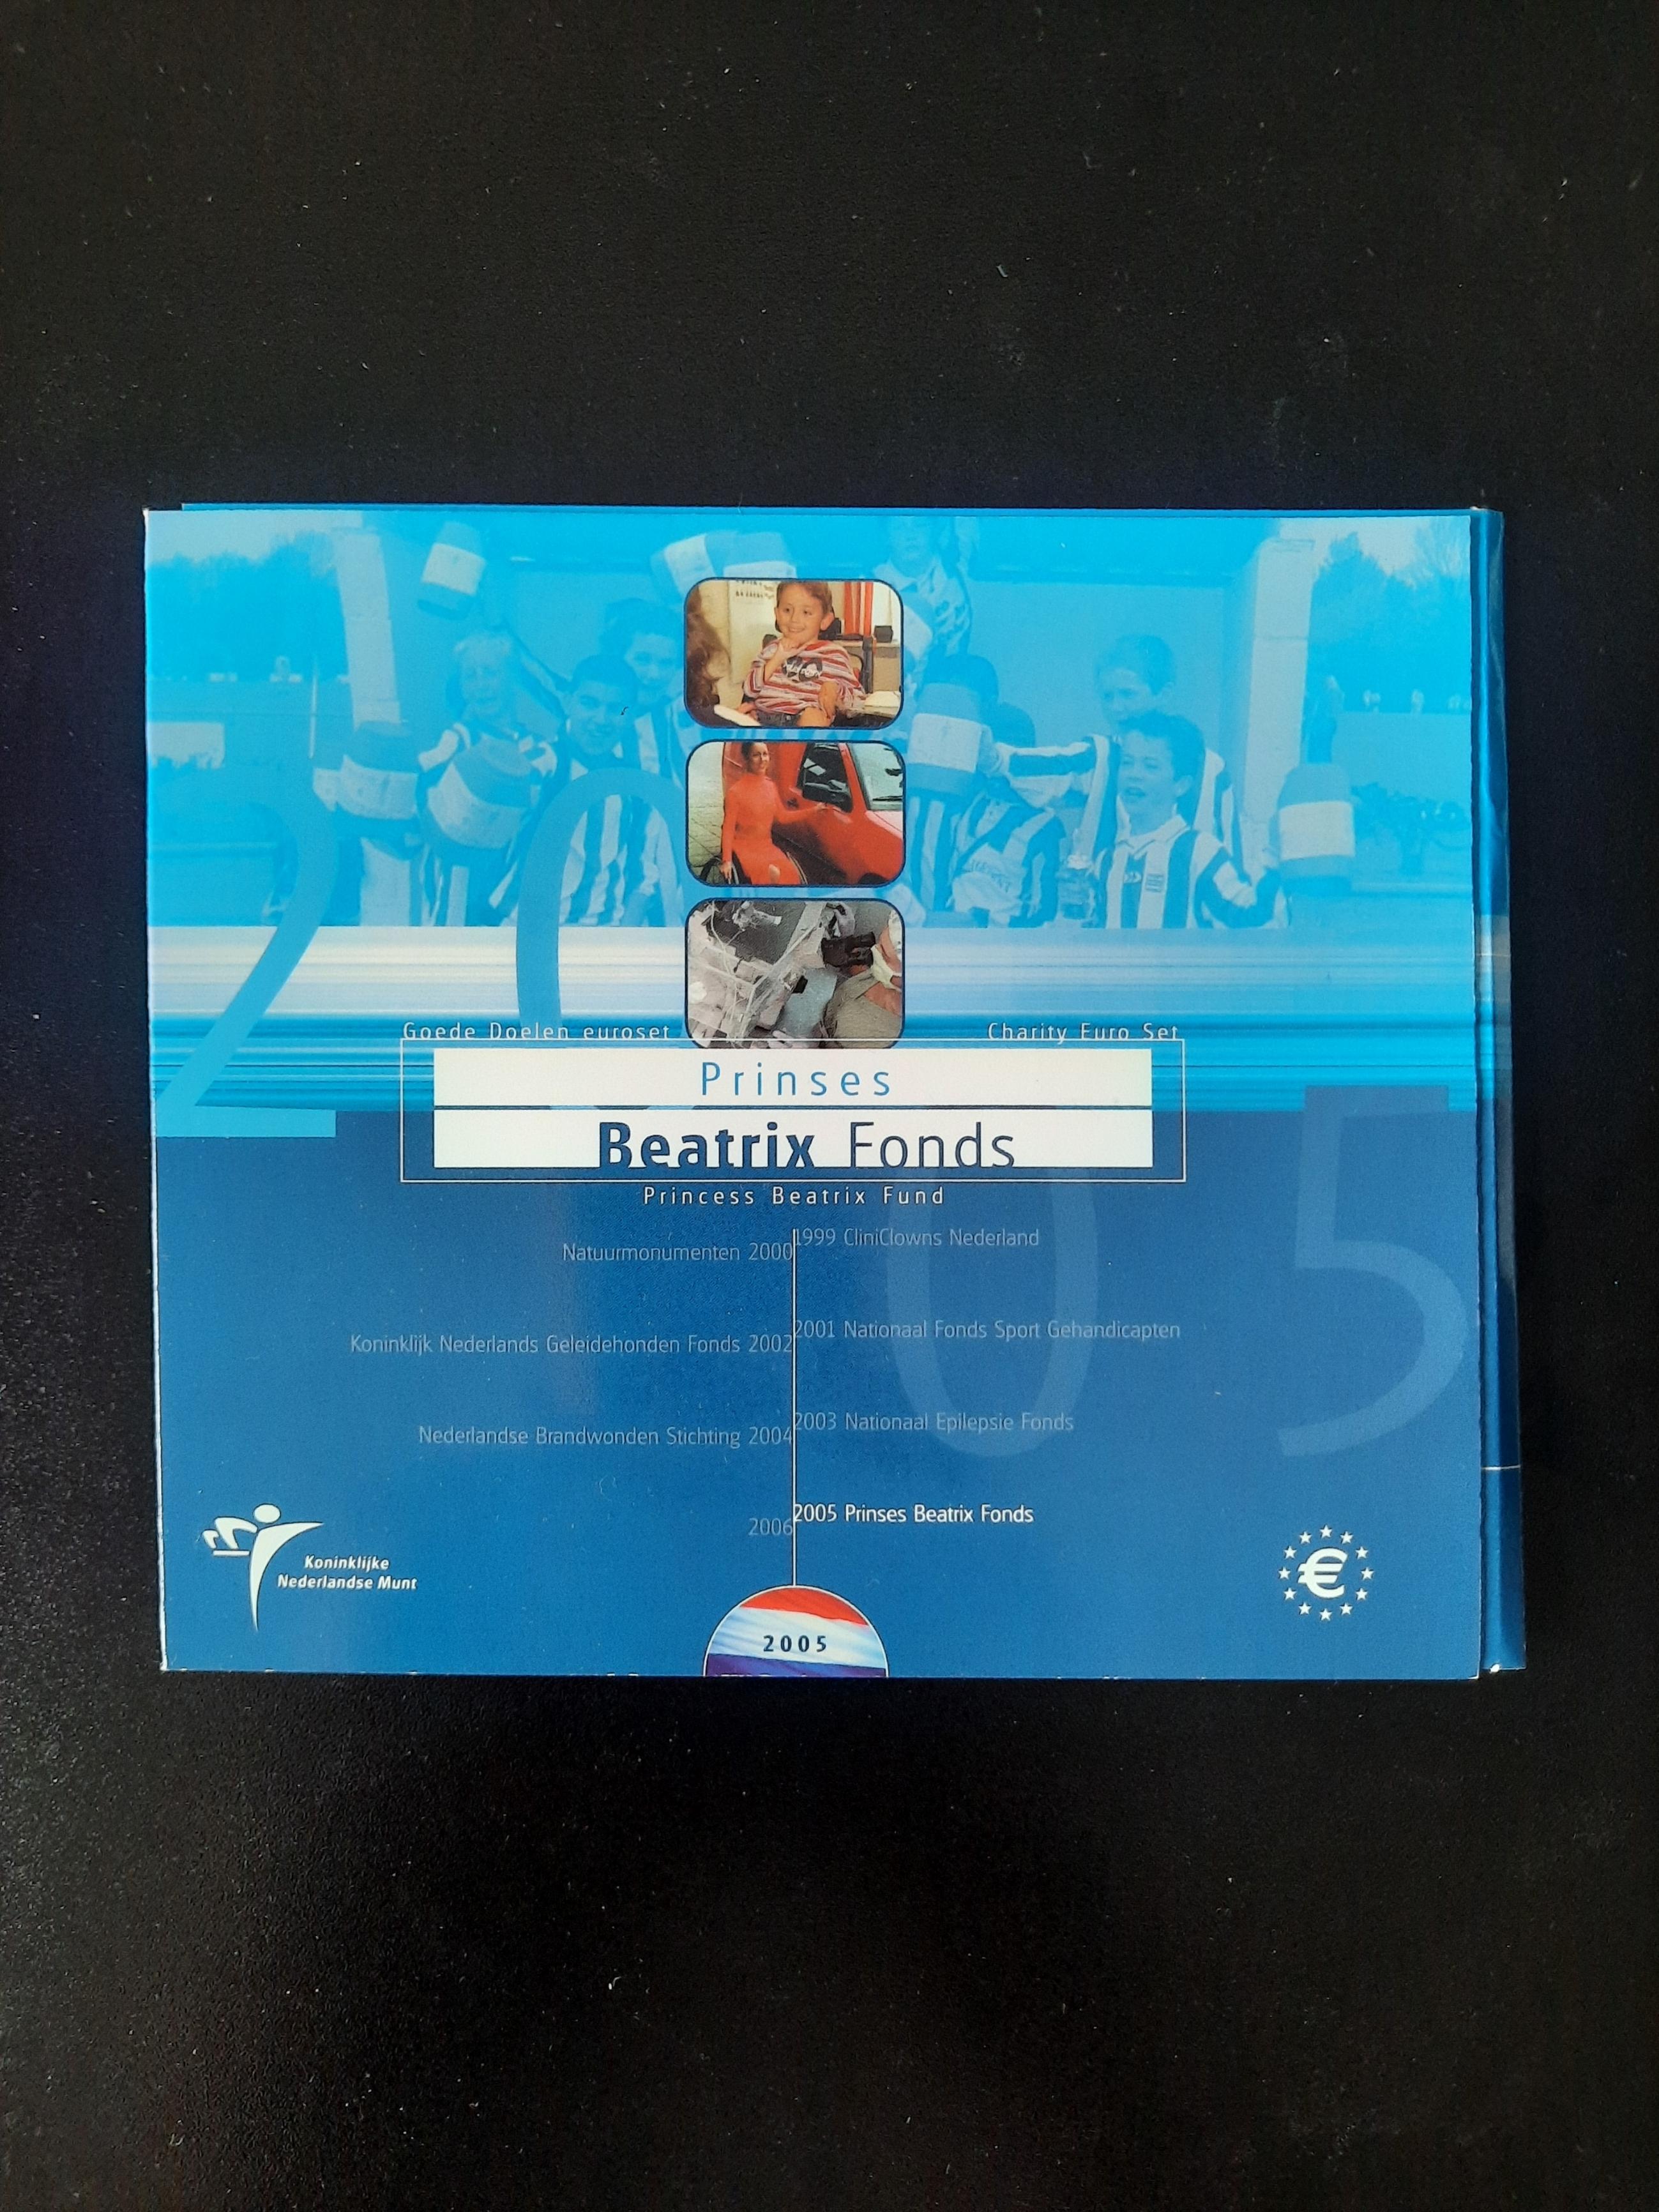 Goede Doelen euroset
Charity Euro Set
Prinses
Beatrix Fonds
Princess Beatrix Fund
1999 CliniClowns Nederland
Natuurmonumenten 2000
2001 Nationaal Fonds Sport Gehandicapten
Koninklijk Nederlands Geleidehonden Fonds 2002
2003 Nationaal Epilepsie Fonds
Nederlandse Brandwonden Stichting 2004
2005 Prinses Beatrix Fonds
2006
Koninklijke
Nederlandse Munt
€
2005
2005